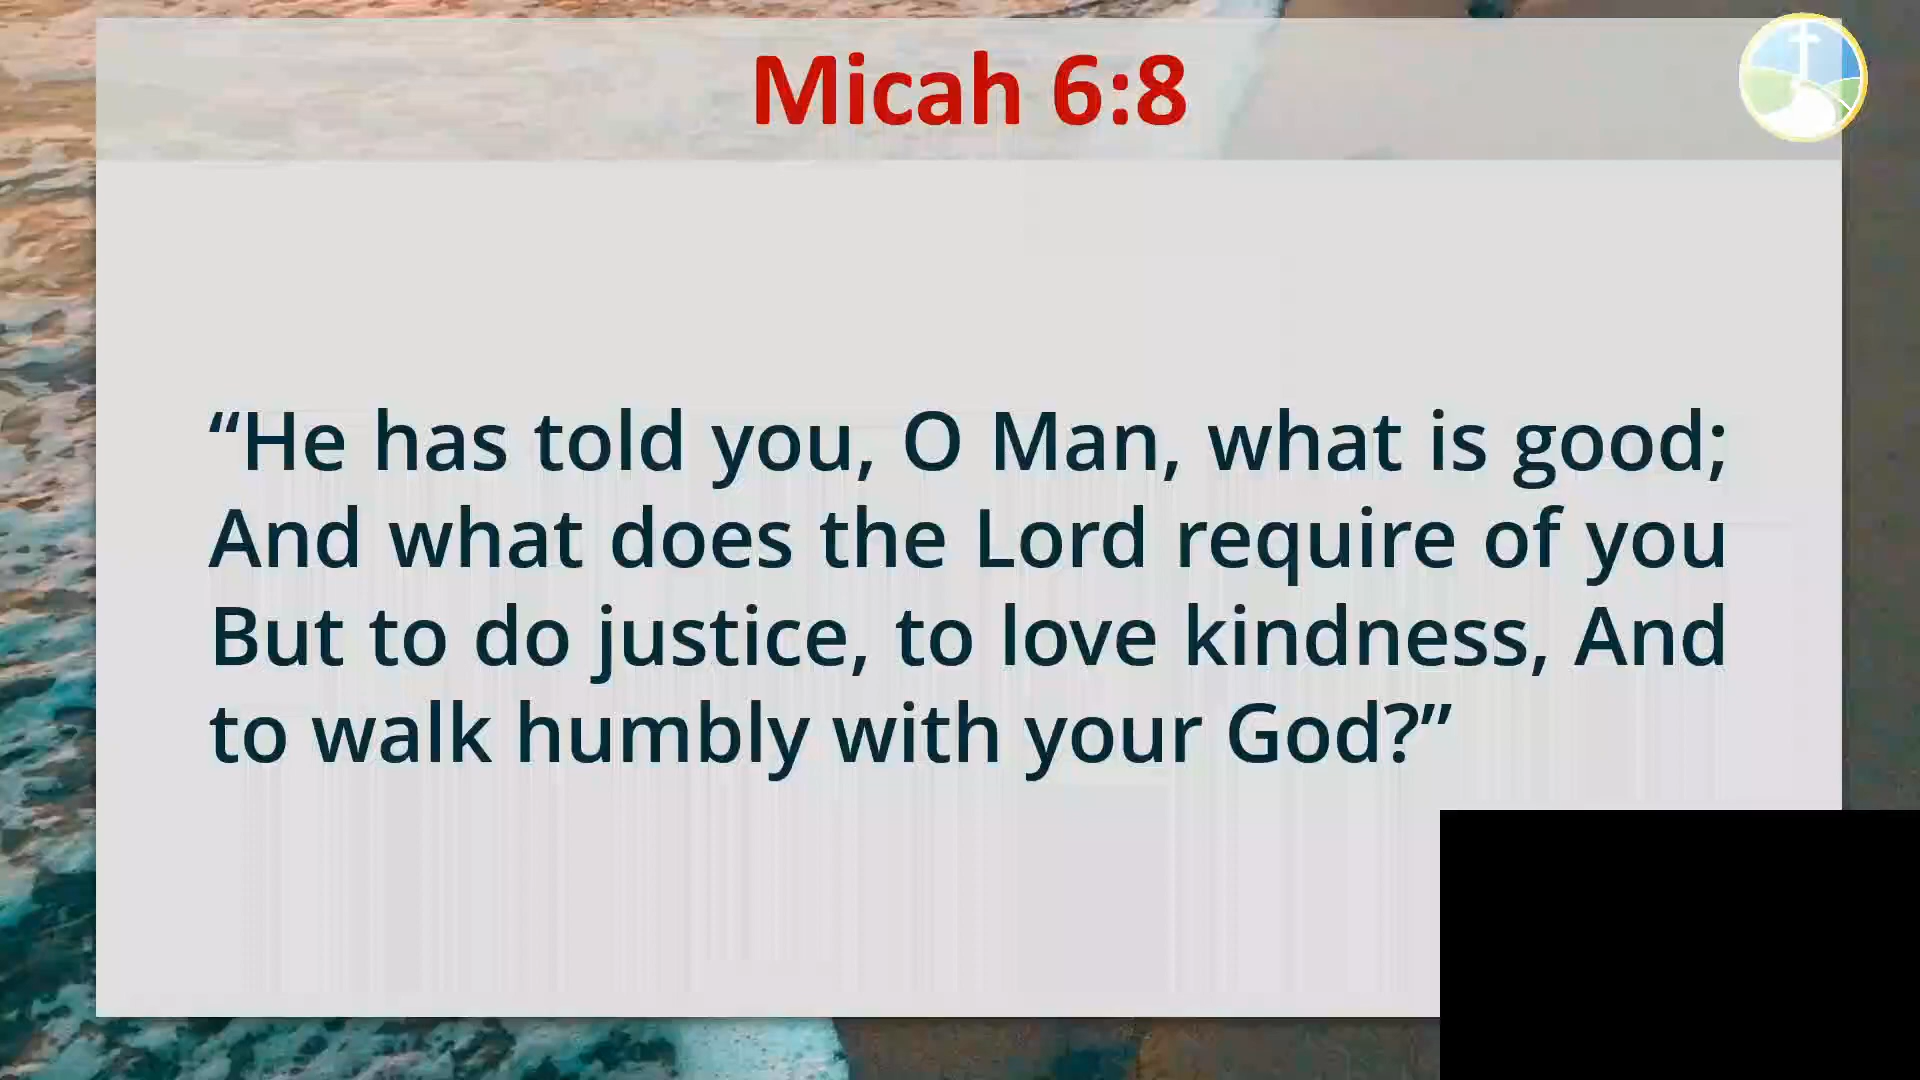 Micah 6:8
“He has told you, O Man, what is good;
And what does the Lord require of you
But to do justice, to love kindness, And
to walk humbly with your God?”